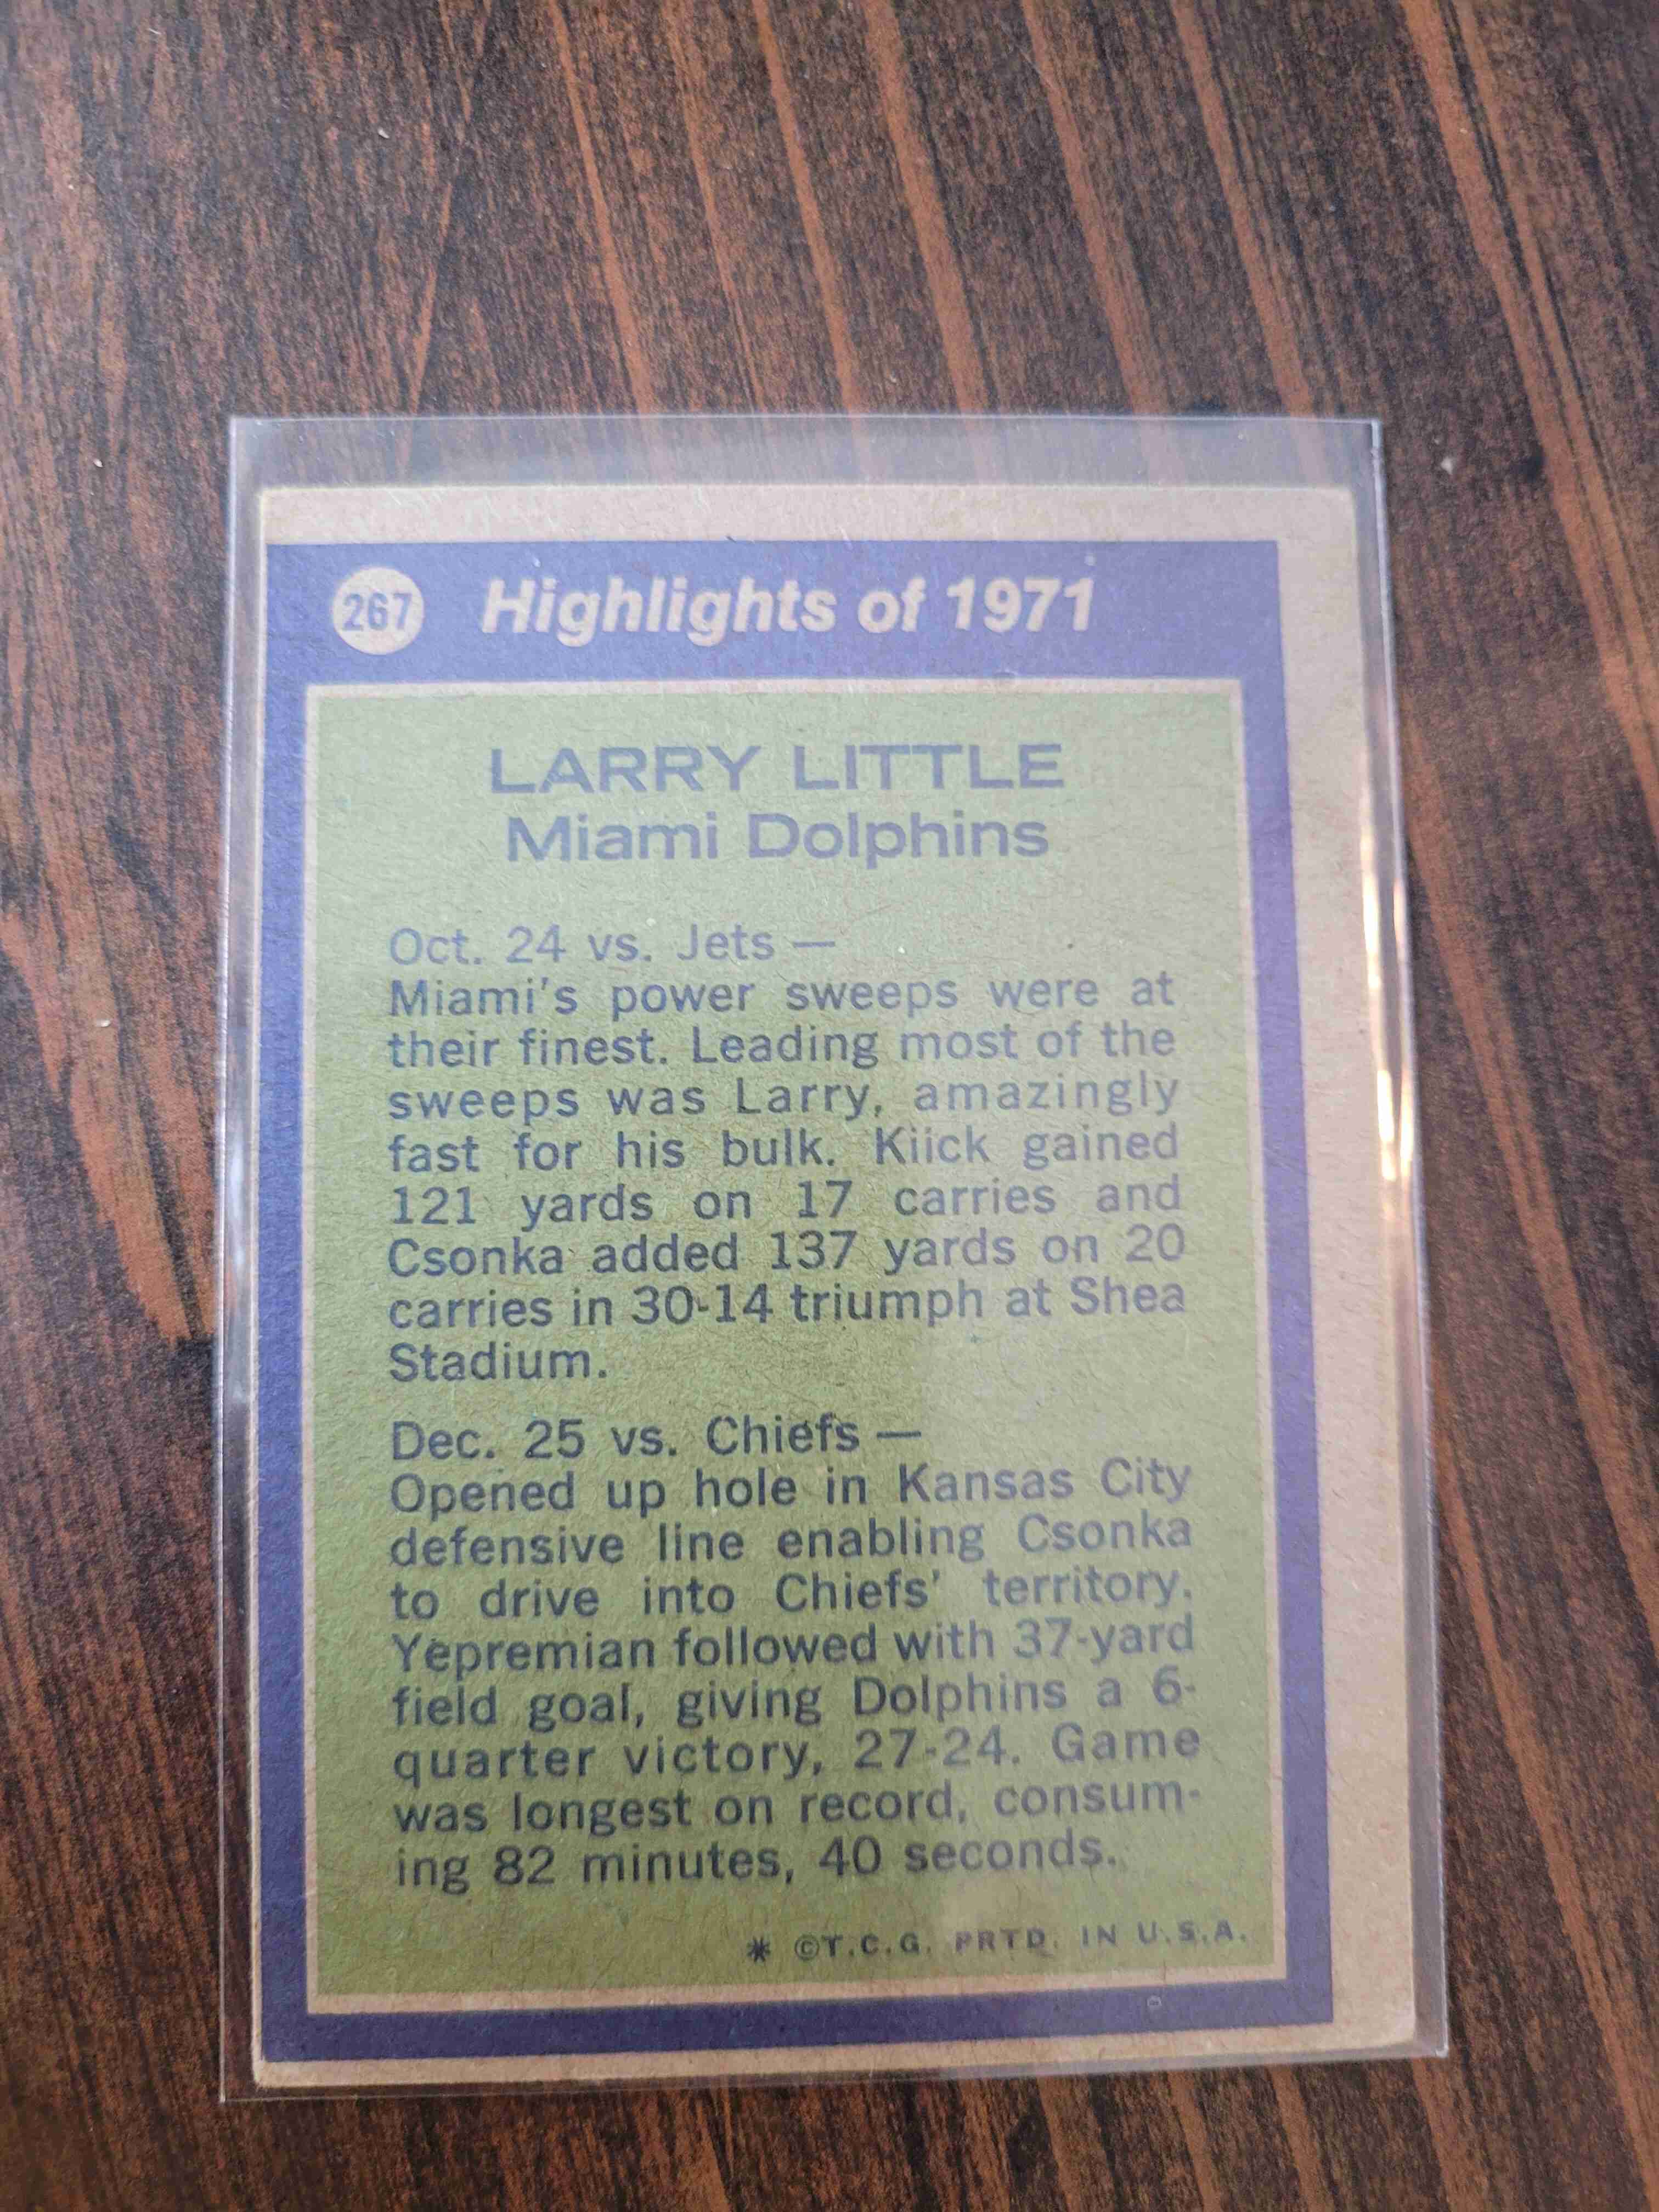 267 Highlights of 1971
LARRY LITTLE
Miami Dolphins
Oct. 24 vs. Jets —
Miami's power sweeps were at
their finest. Leading most of the
sweeps was Larry, amazingly
fast for his bulk. Kiick gained
121 yards on 17 carries and
Csonka added 137 yards on 20
carries in 30-14 triumph at Shea
Stadium.
Dec. 25 vs. Chiefs —
Opened up hole in Kansas City
defensive line enabling Csonka
to drive into Chiefs' territory.
Yepremian followed with 37-yard
field goal, giving Dolphins a 6-
quarter victory, 27-24. Game
was longest on record, consum-
ing 82 minutes, 40 seconds.
* ©T.C.G. PRTD. IN U.S.A.